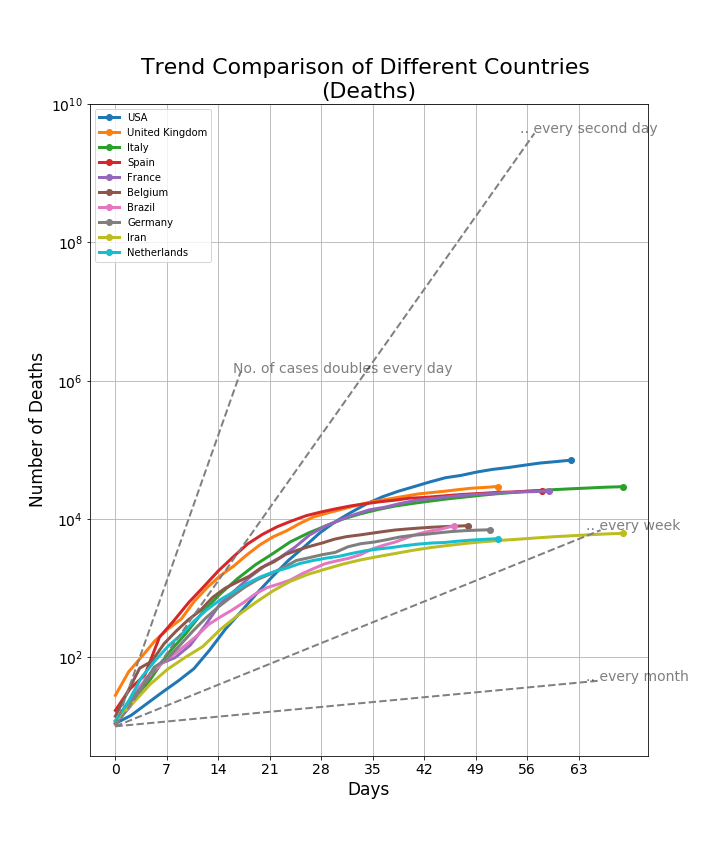 Trend Comparison of Different Countries
(Deaths)
10^10
10^8
10^6
10^4
10^2
Number of Deaths
USA
United Kingdom
Italy
Spain
France
Belgium
Brazil
Germany
Iran
Netherlands
.. every second day
No. of cases doubles every day
.. every week
.. every month
0 7 14 21 28 35 42 49 56 63
Days